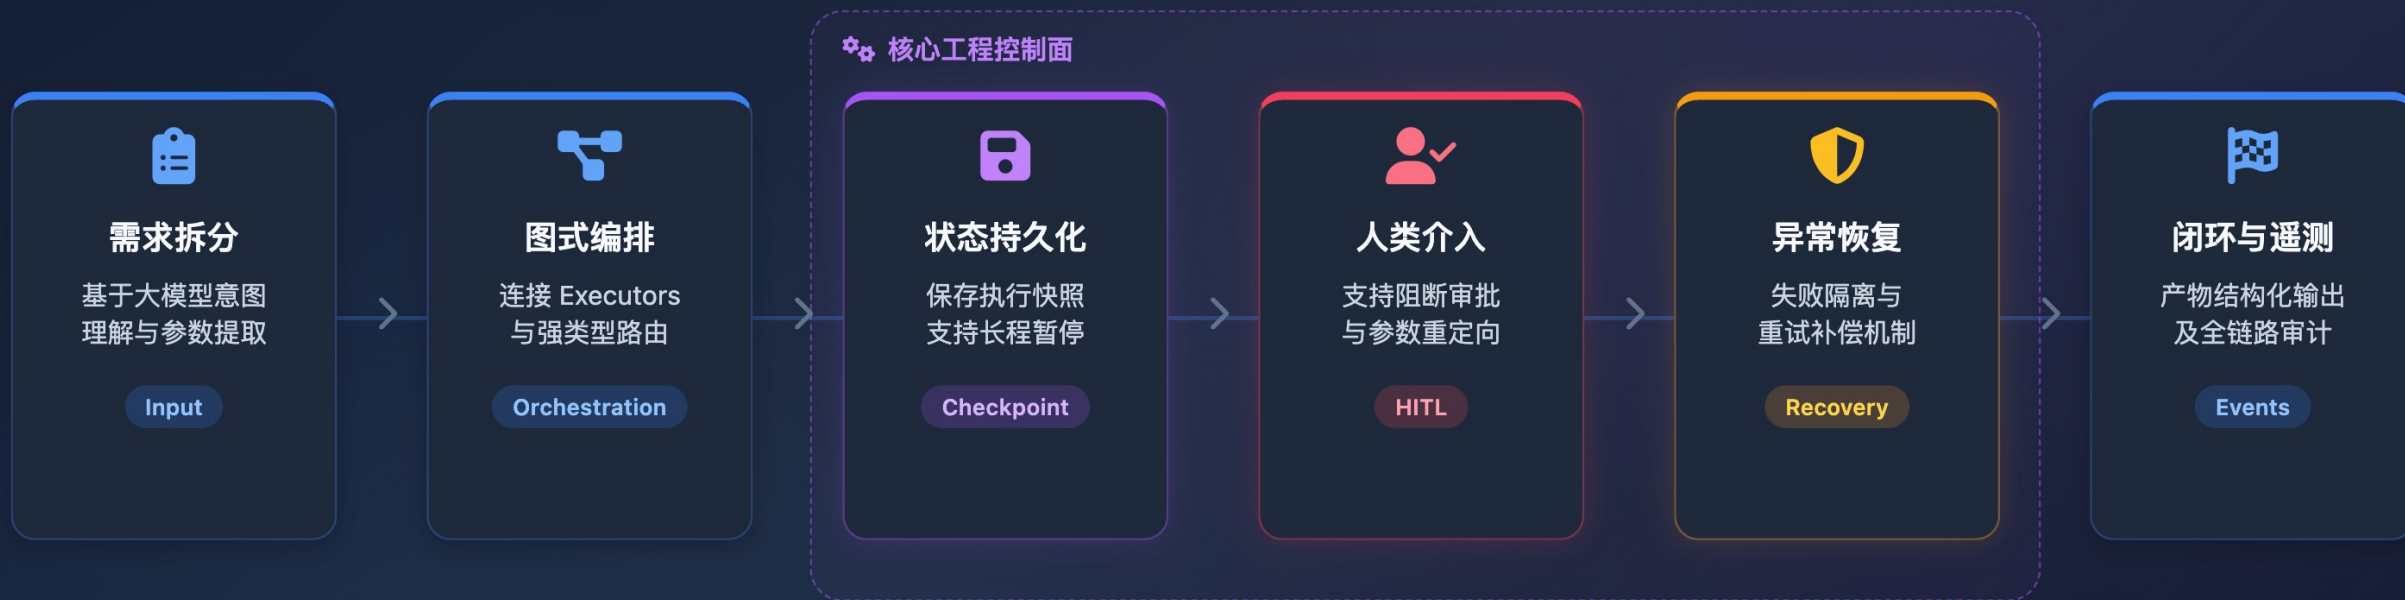 核心工程控制面
需求拆分
基于大模型意图
理解与参数提取
Input
图式编排
连接 Executors
与强类型路由
Orchestration
状态持久化
保存执行快照
支持长程暂停
Checkpoint
人类介入
支持阻断审批
与参数重定向
HITL
异常恢复
失败隔离与
重试补偿机制
Recovery
闭环与遥测
产物结构化输出
及全链路审计
Events